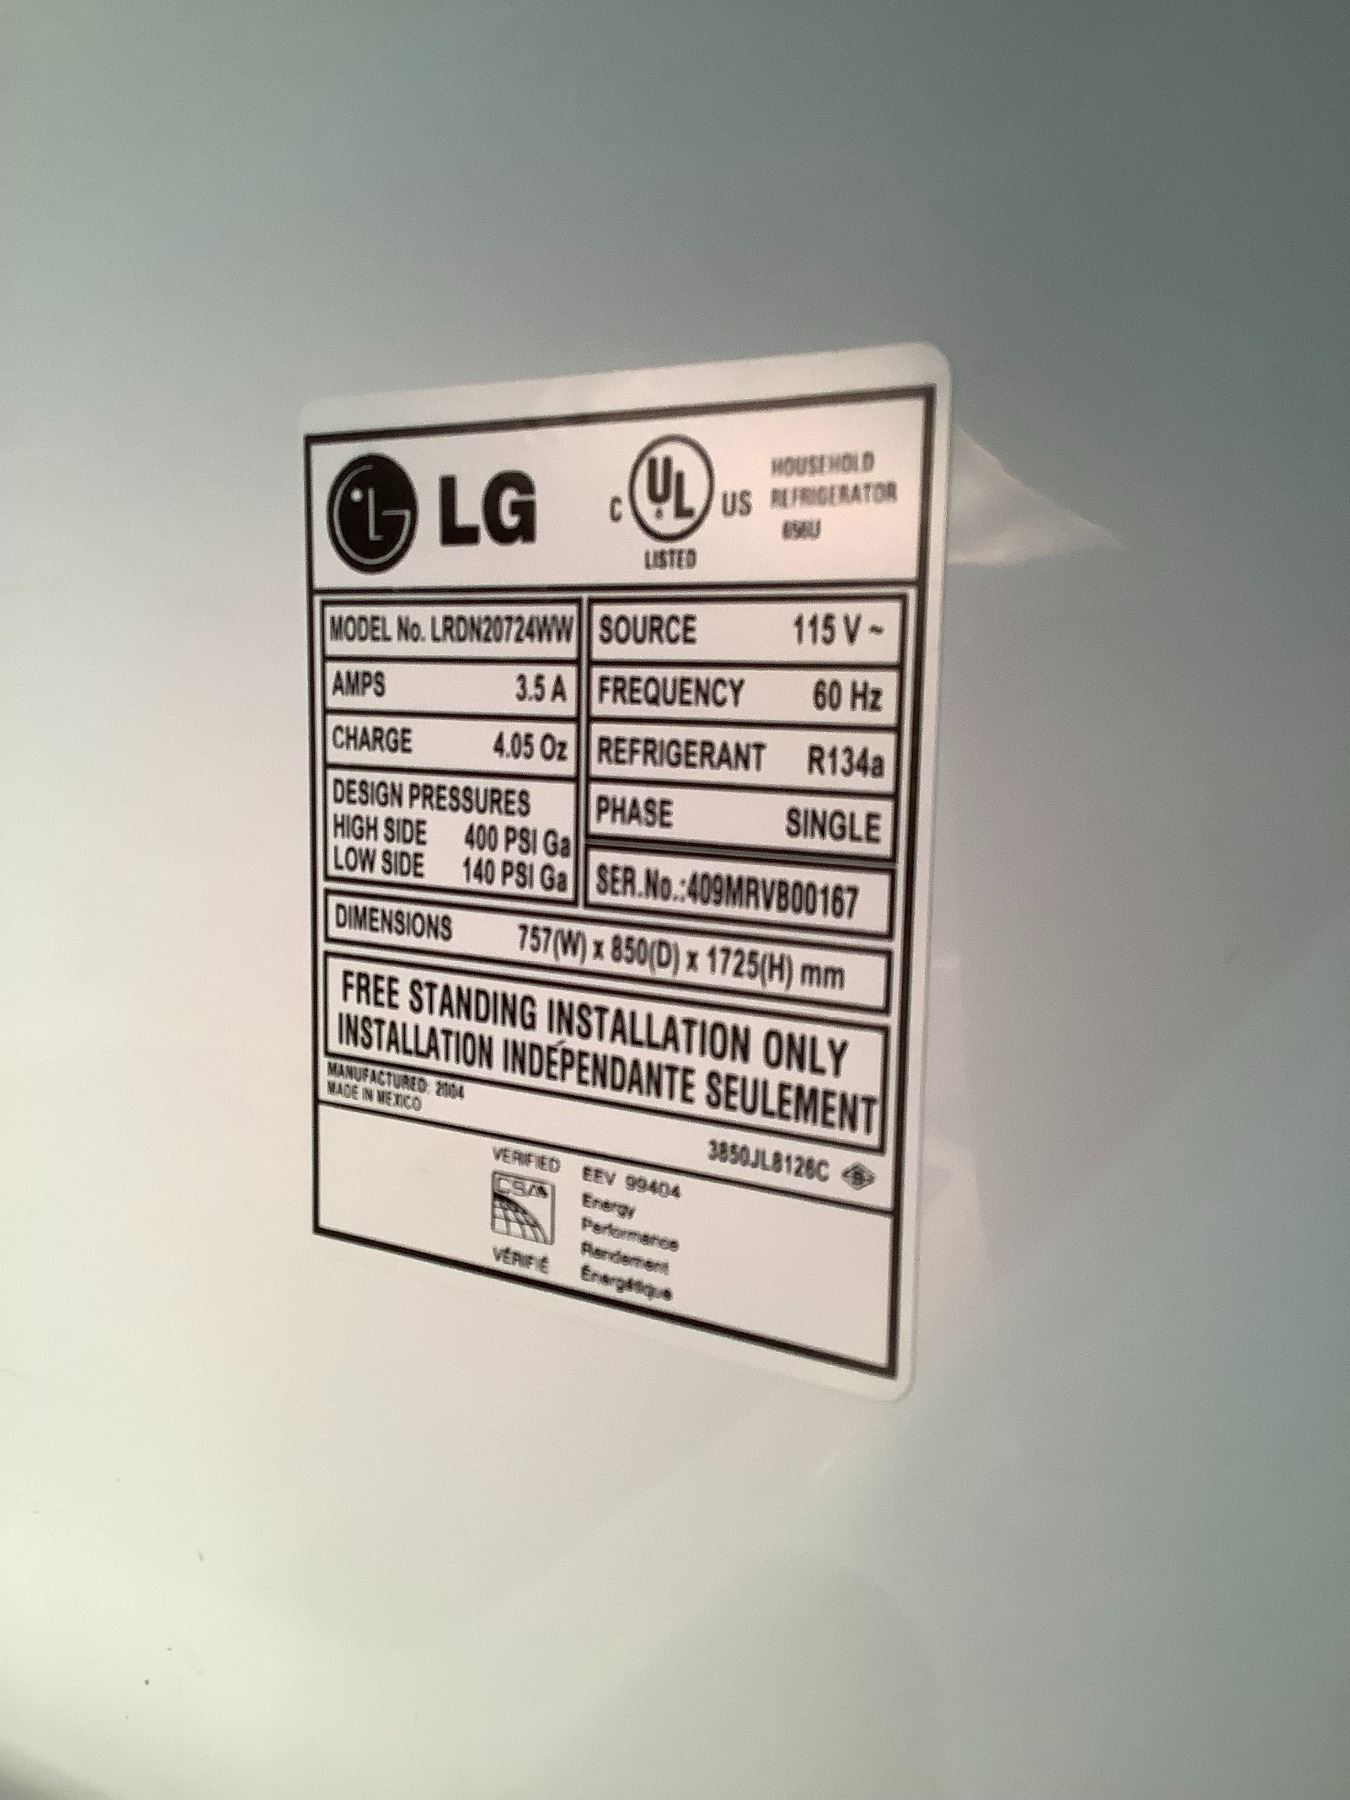 LG
C UL US
LISTED
HOUSEHOLD
REFRIGERATOR
656U
MODEL No. LRDN20724WW
AMPS 3.5 A
CHARGE 4.05 Oz
DESIGN PRESSURES
HIGH SIDE 400 PSI Ga
LOW SIDE 140 PSI Ga
SOURCE 115 V ~
FREQUENCY 60 Hz
REFRIGERANT R134a
PHASE SINGLE
SER.No.:409MRVB00167
DIMENSIONS 757(W) x 850(D) x 1725(H) mm
FREE STANDING INSTALLATION ONLY
INSTALLATION INDÉPENDANTE SEULEMENT
MANUFACTURED: 2004
MADE IN MEXICO
3850JL8126C
VERIFIED
CSA
VÉRIFIÉ
EEV 99404
Energy
Performance
Rendement
Énergétique